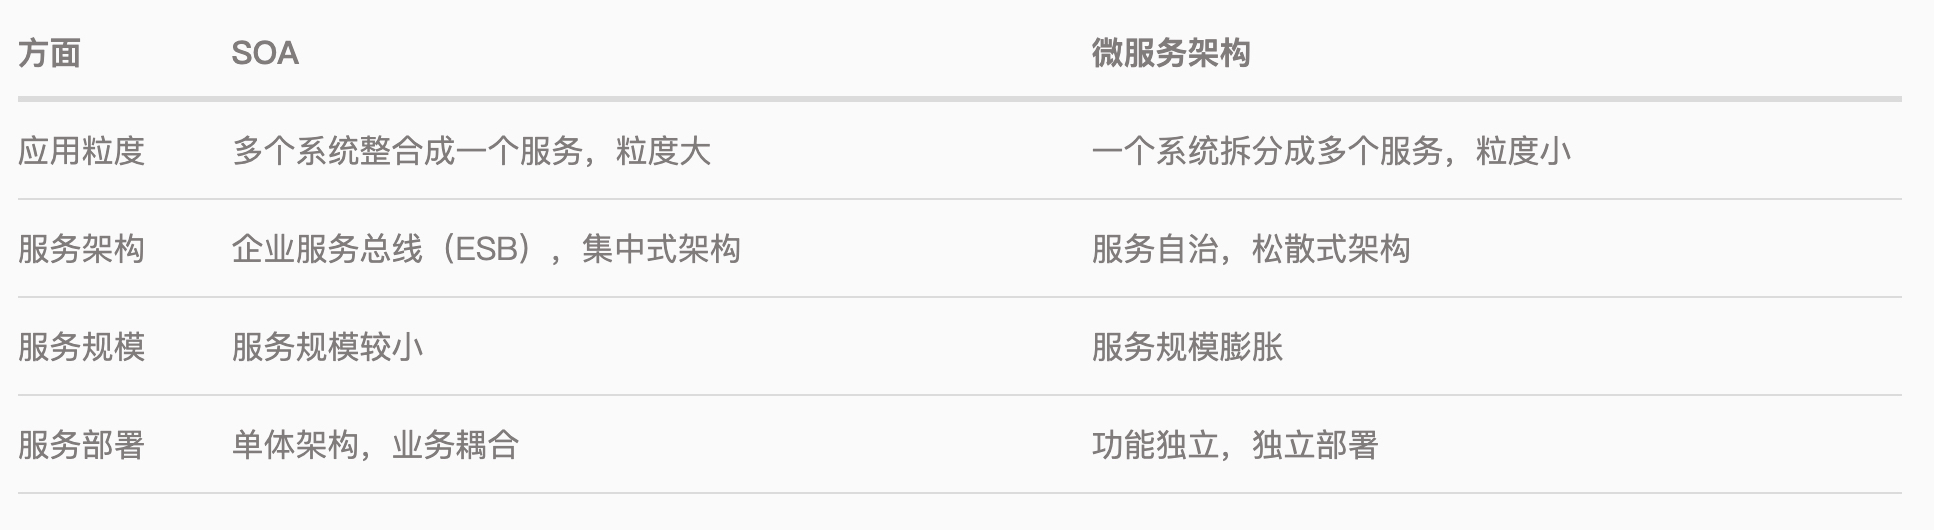 方面 SOA 微服务架构
应用粒度 多个系统整合成一个服务，粒度大 一个系统拆分成多个服务，粒度小
服务架构 企业服务总线（ESB），集中式架构 服务自治，松散式架构
服务规模 服务规模较小 服务规模膨胀
服务部署 单体架构，业务耦合 功能独立，独立部署